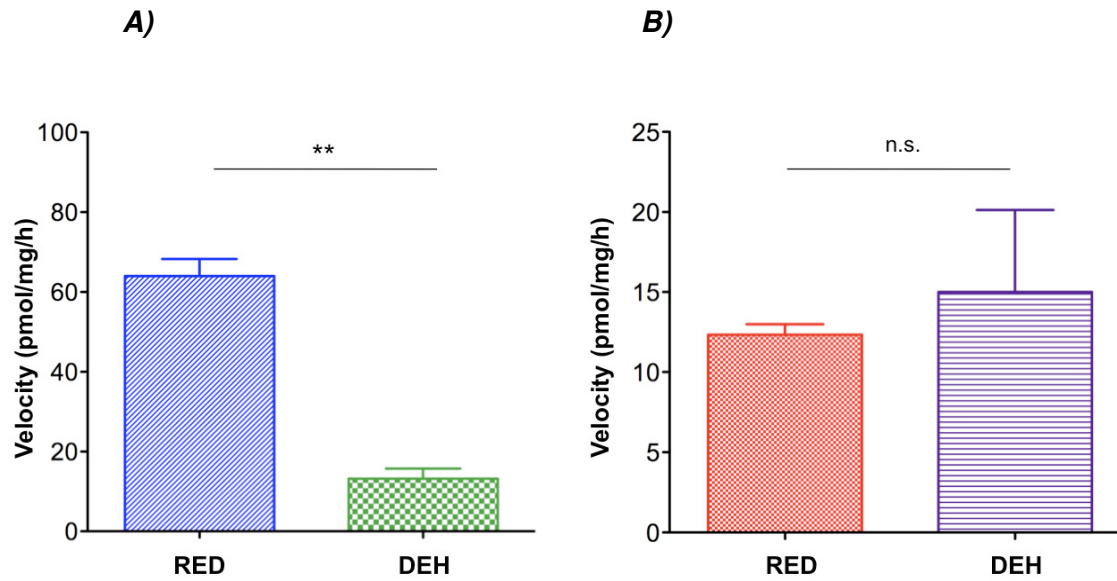 A)
Velocity (pmol/mg/h)
100
80
60
40
20
0
**
RED
DEH
B)
Velocity (pmol/mg/h)
25
20
15
10
5
0
n.s.
RED
DEH